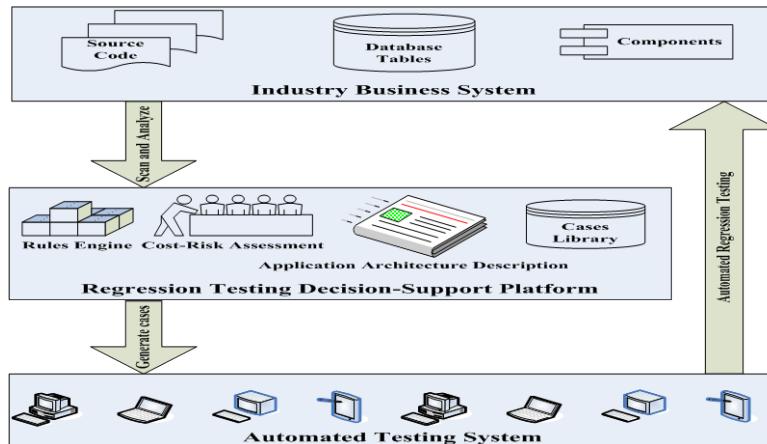 Source
Code
Database
Tables
Components
Industry Business System
Scan and Analyze
Rules Engine
Cost-Risk Assessment
Application Architecture Description
Cases
Library
Regression Testing Decision-Support Platform
Automated Regression Testing
Generate cases
Automated Testing System